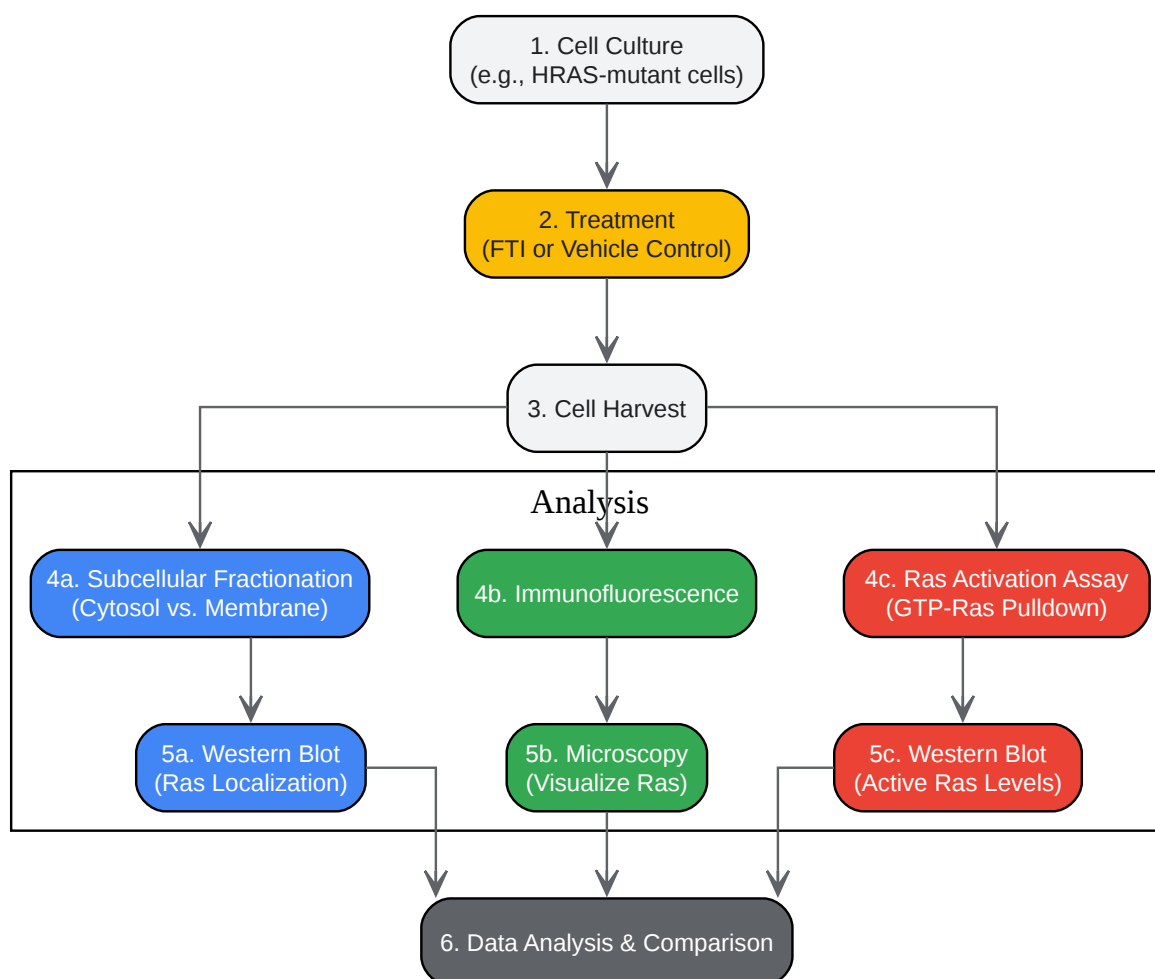 1. Cell Culture
(e.g., HRAS-mutant cells)
2. Treatment
(FTI or Vehicle Control)
3. Cell Harvest
Analysis
4a. Subcellular Fractionation
(Cytosol vs. Membrane)
4b. Immunofluorescence
4c. Ras Activation Assay
(GTP-Ras Pulldown)
5a. Western Blot
(Ras Localization)
5b. Microscopy
(Visualize Ras)
5c. Western Blot
(Active Ras Levels)
6. Data Analysis & Comparison